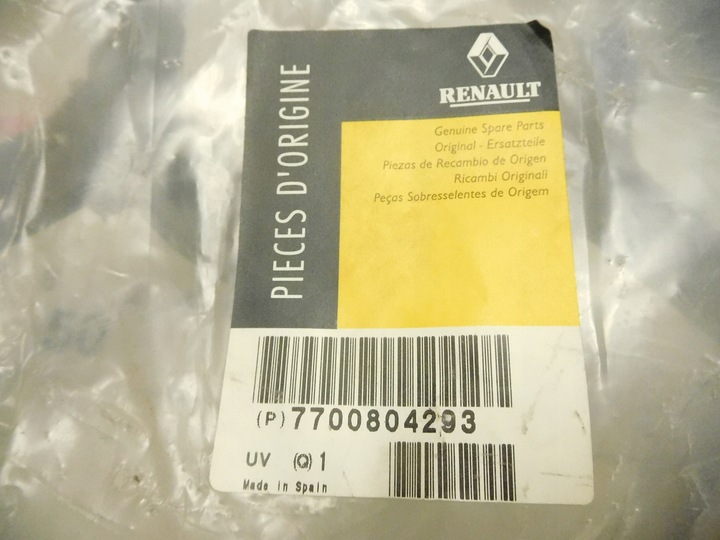 PIECES D'ORIGINE
RENAULT
Genuine Spare Parts
Original - Ersatzteile
Piezas de Recambio de Origen
Ricambi Originali
Peças Sobresselentes de Origem
(P) 7700804293
UV (Q) 1
Made in Spain